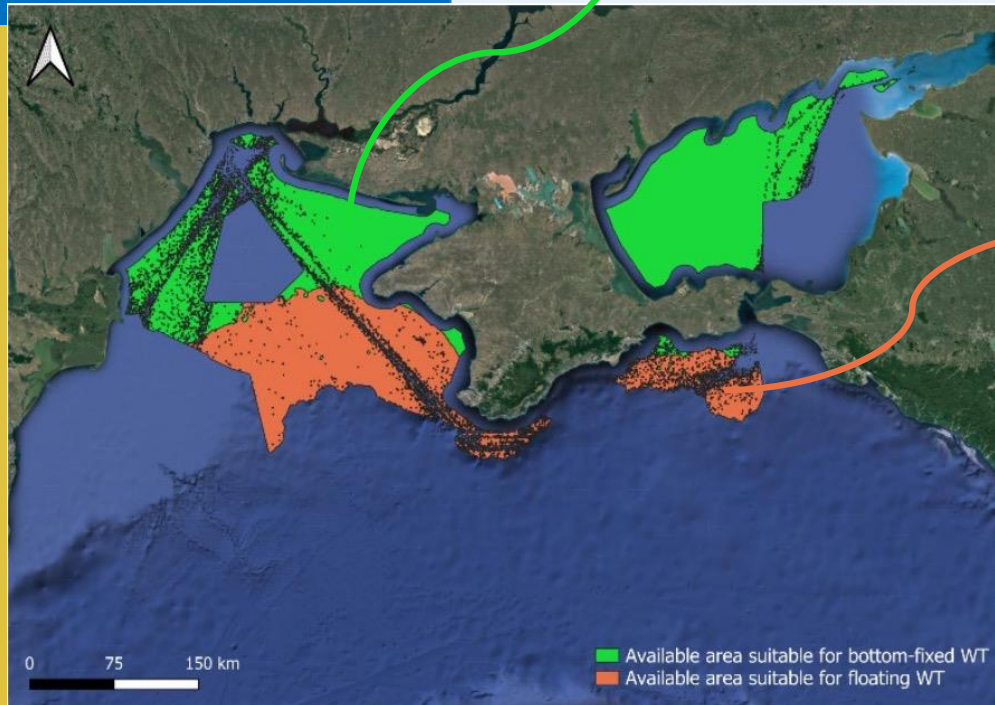 0 75 150 km
Available area suitable for bottom-fixed WT
Available area suitable for floating WT